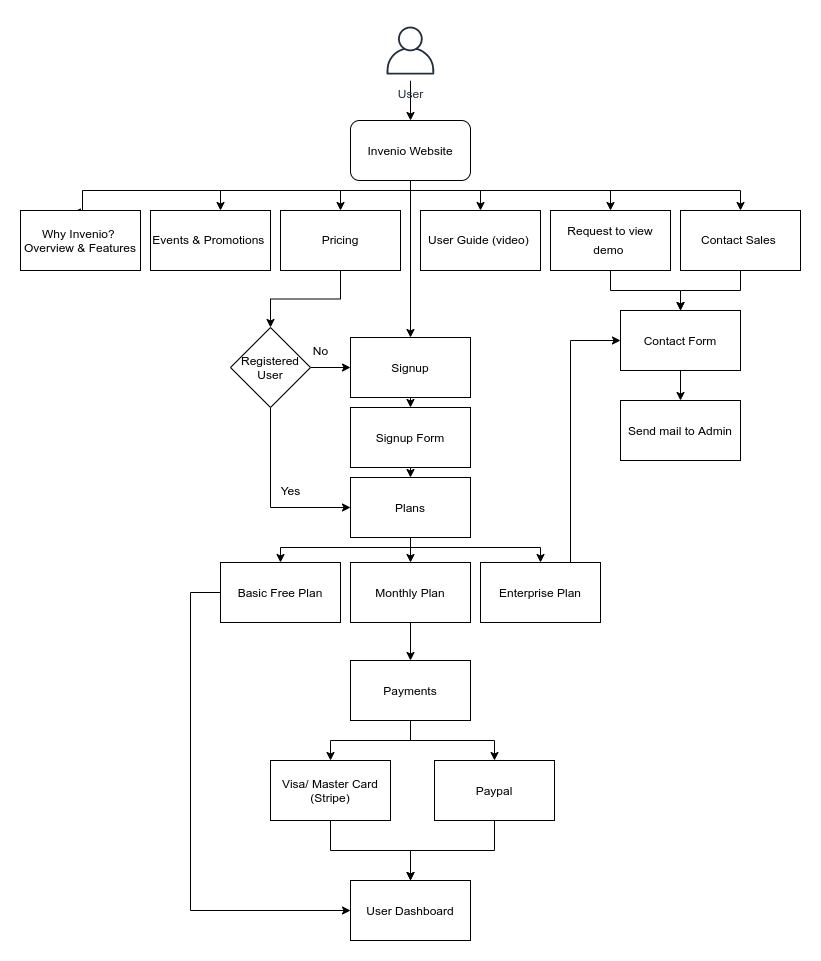 User
Invenio Website
Why Invenio?
Overview & Features
Events & Promotions
Pricing
User Guide (video)
Request to view
demo
Contact Sales
Registered
User
No
Signup
Contact Form
Signup Form
Send mail to Admin
Yes
Plans
Basic Free Plan
Monthly Plan
Enterprise Plan
Payments
Visa/ Master Card
(Stripe)
Paypal
User Dashboard